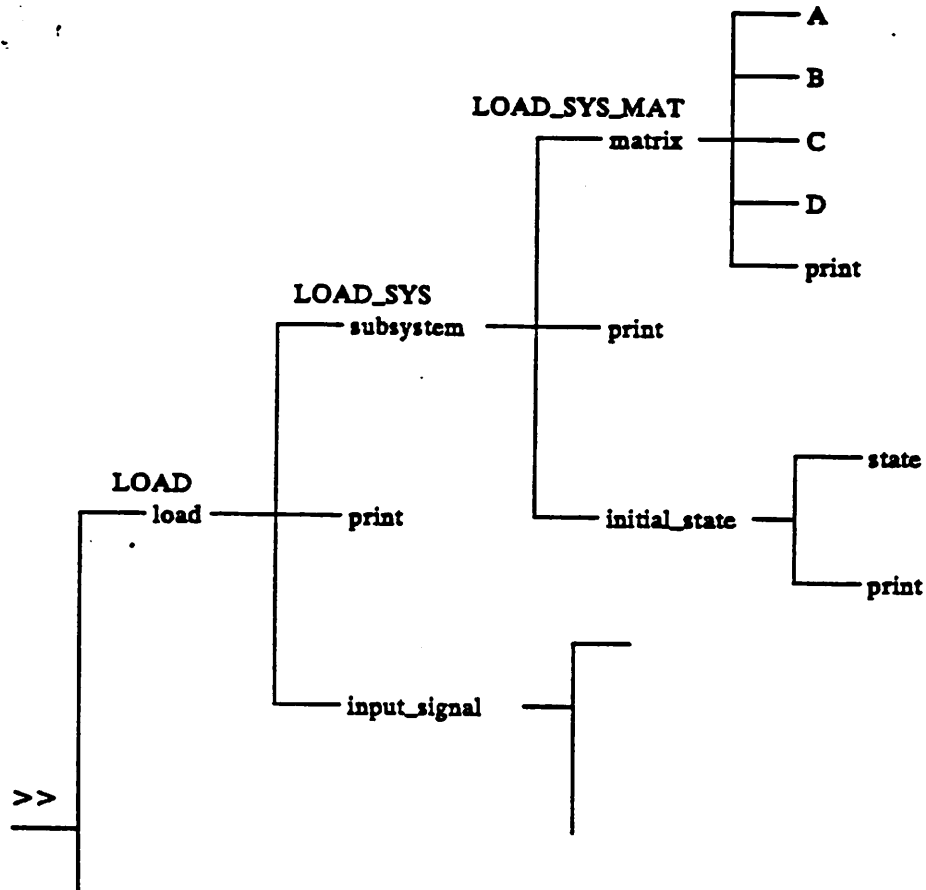 A
B
LOAD_SYS_MAT
matrix
C
D
print
LOAD_SYS
subsystem
print
state
LOAD
load
print
initial_state
print
input_signal
>>